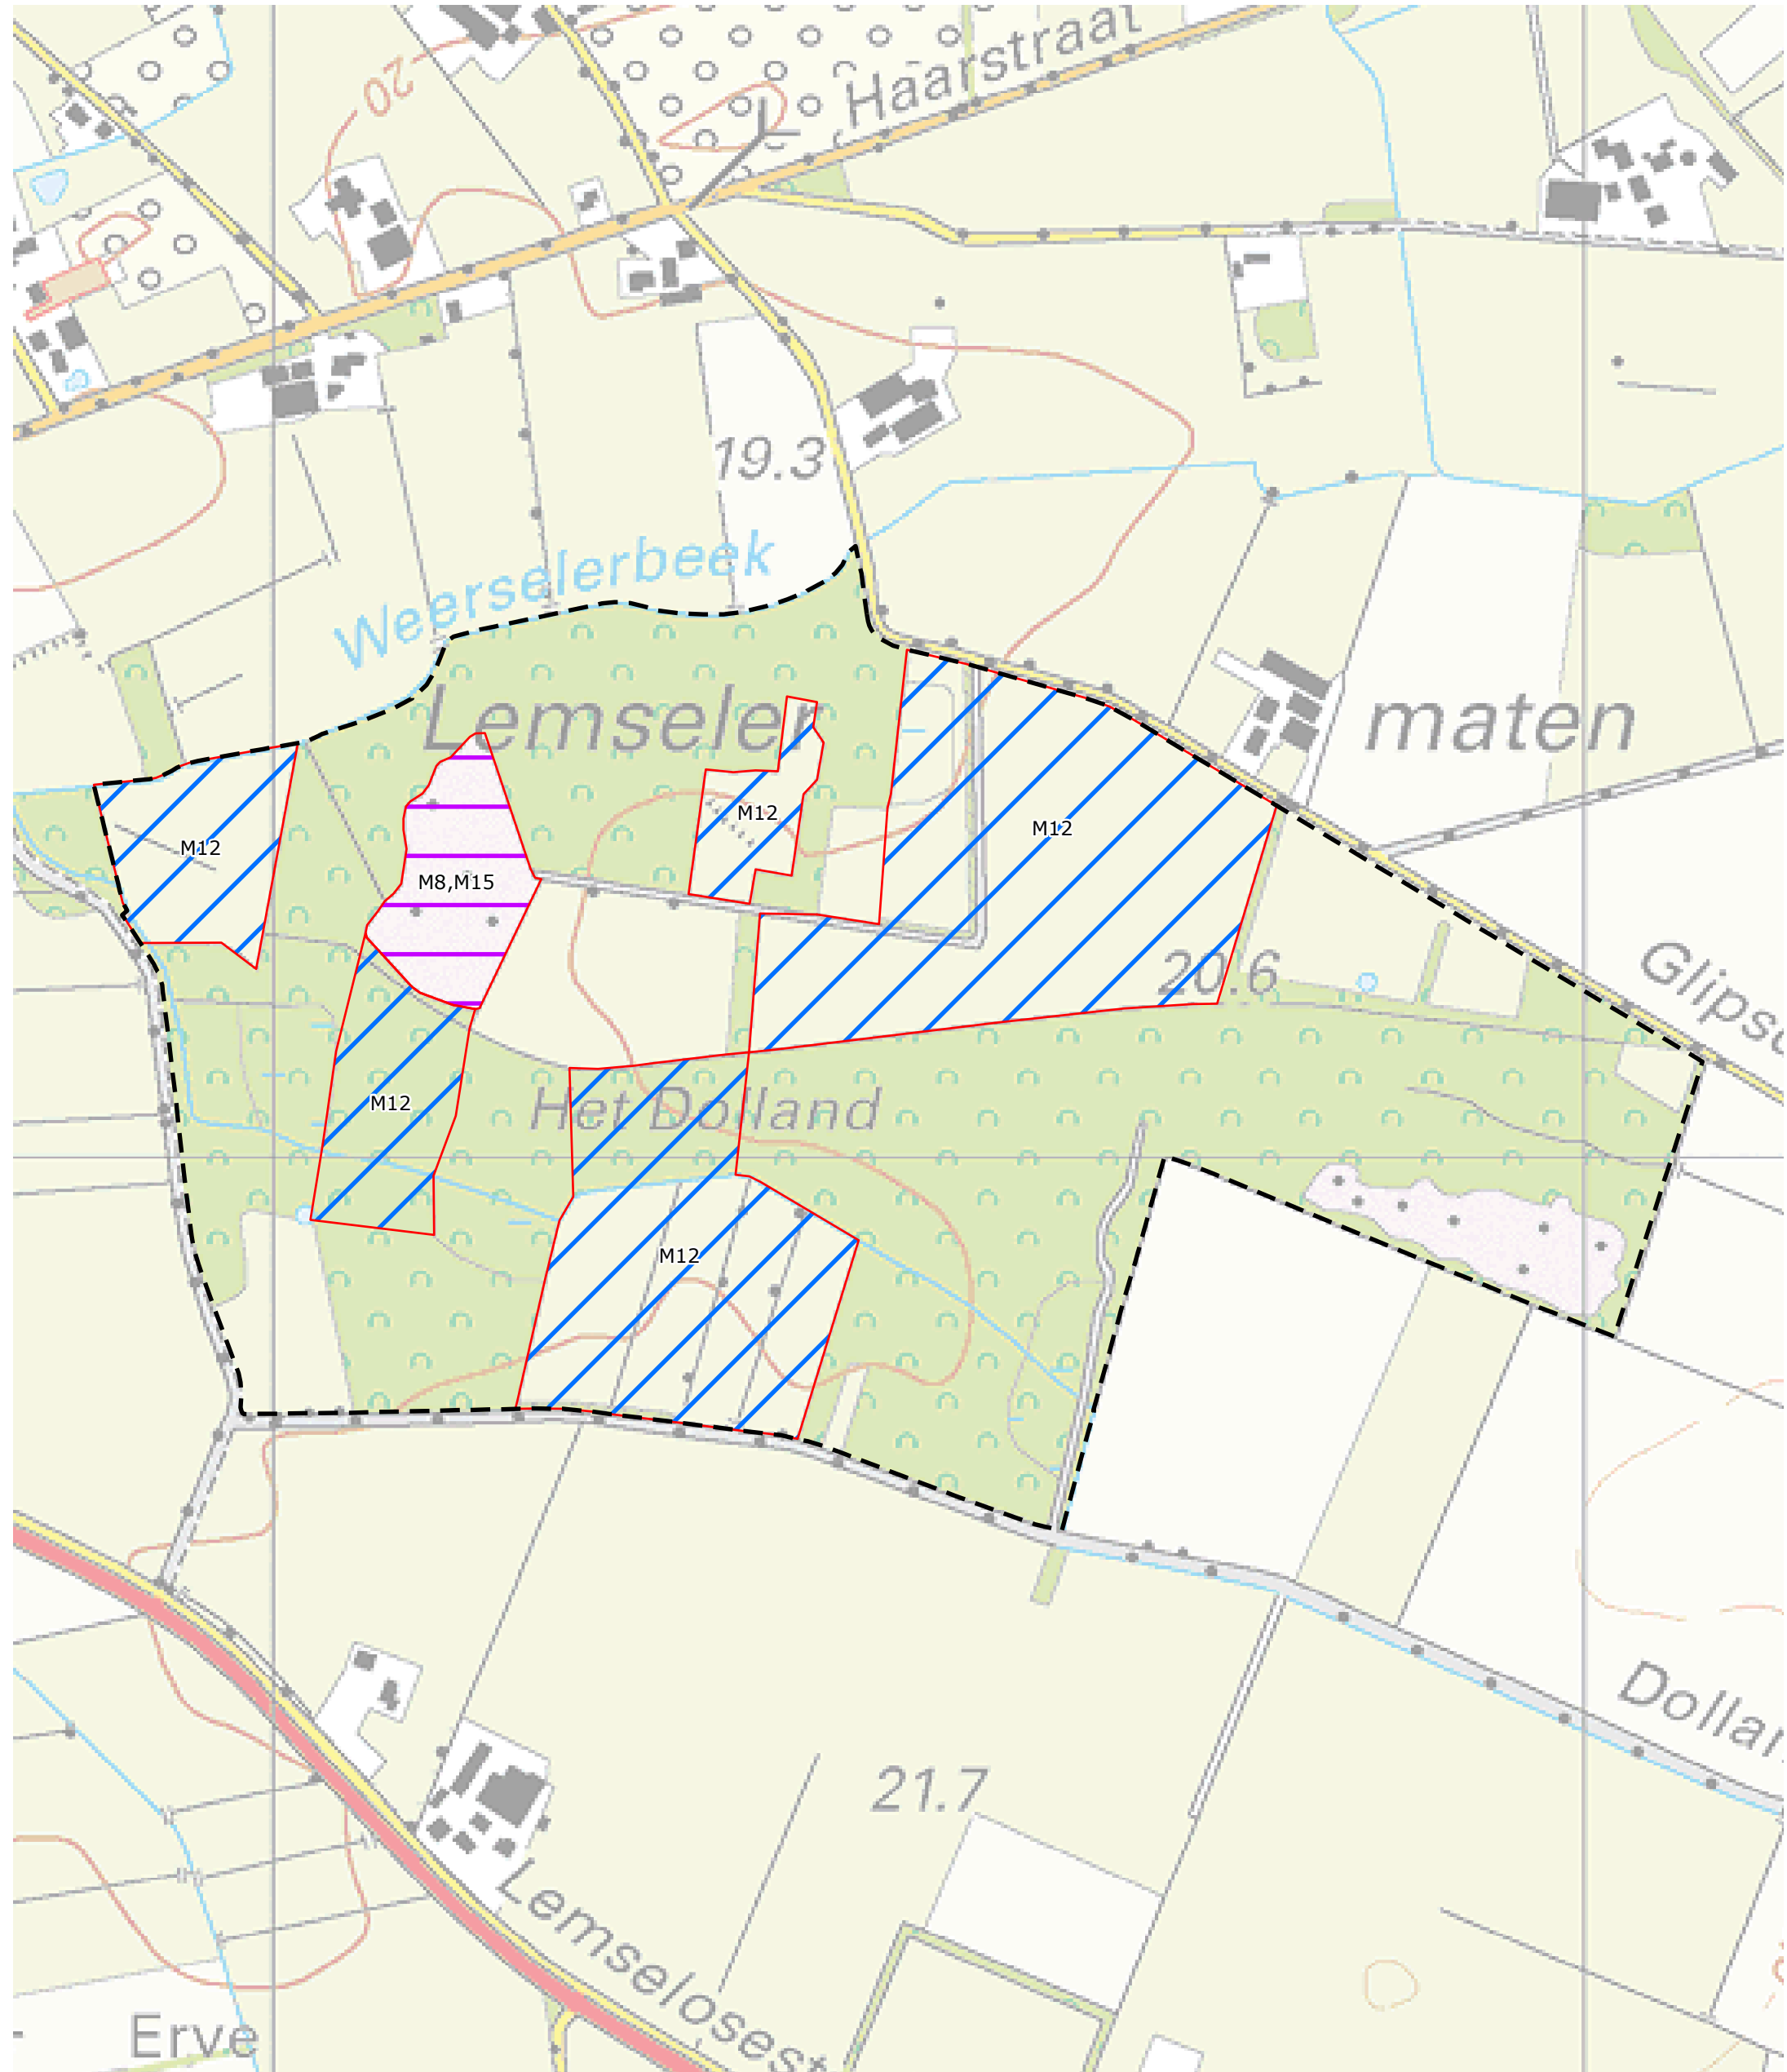 Haarstraat
20
19.3
Weerselerbeek
Lemseler
maten
M12
M12
M12
M8,M15
20.6
Glipsc
M12
Het Dolland
M12
Dollan
21.7
Lemselosest
Erve